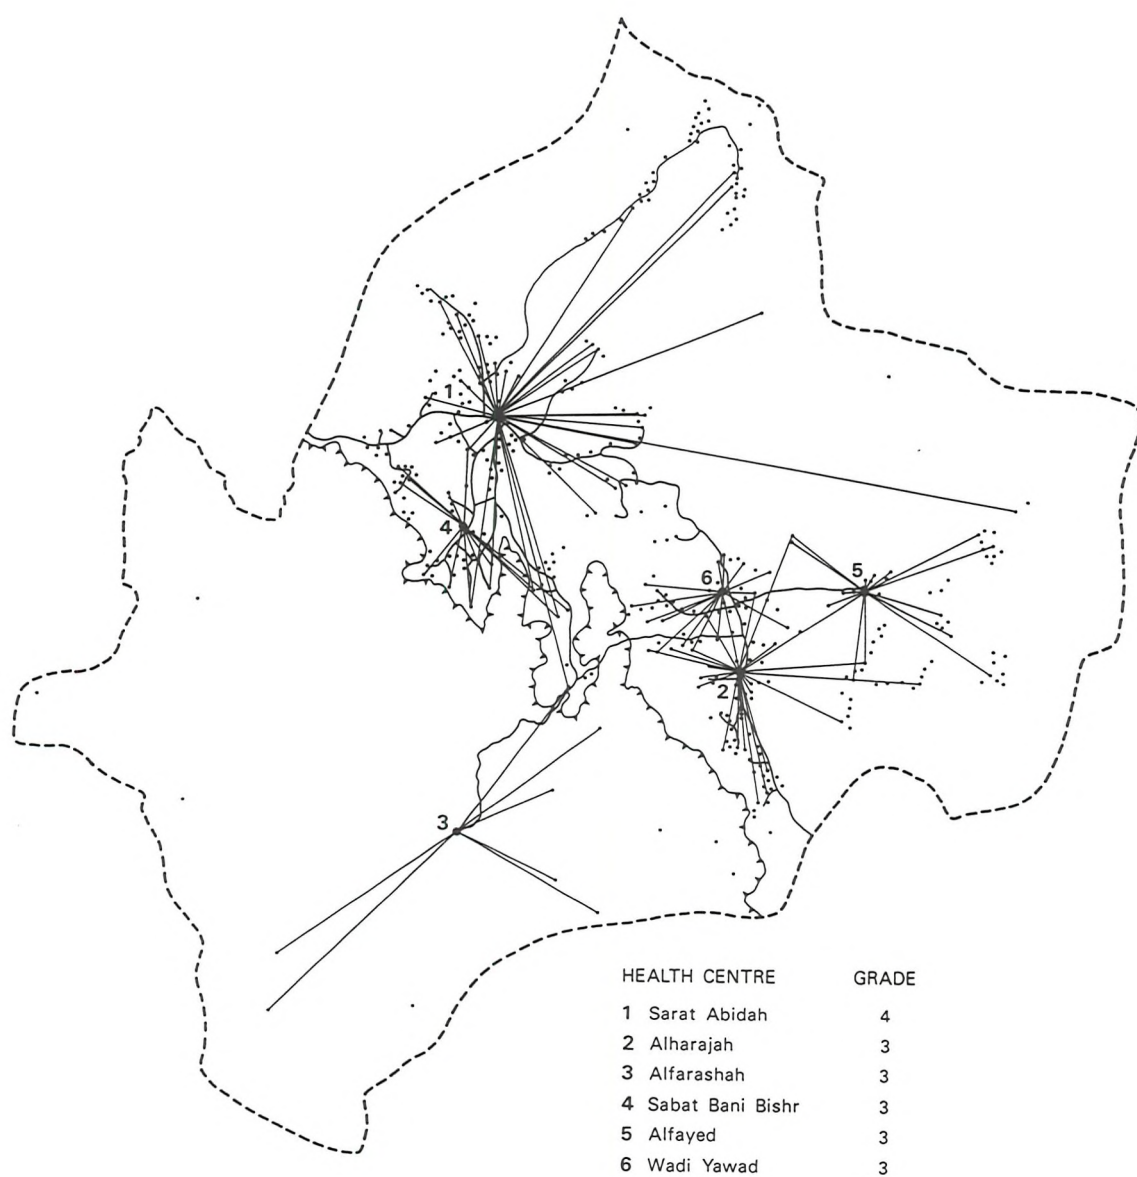 1
4
6
5
2
3
HEALTH CENTRE GRADE
1 Sarat Abidah 4
2 Alharajah 3
3 Alfarashah 3
4 Sabat Bani Bishr 3
5 Alfayed 3
6 Wadi Yawad 3